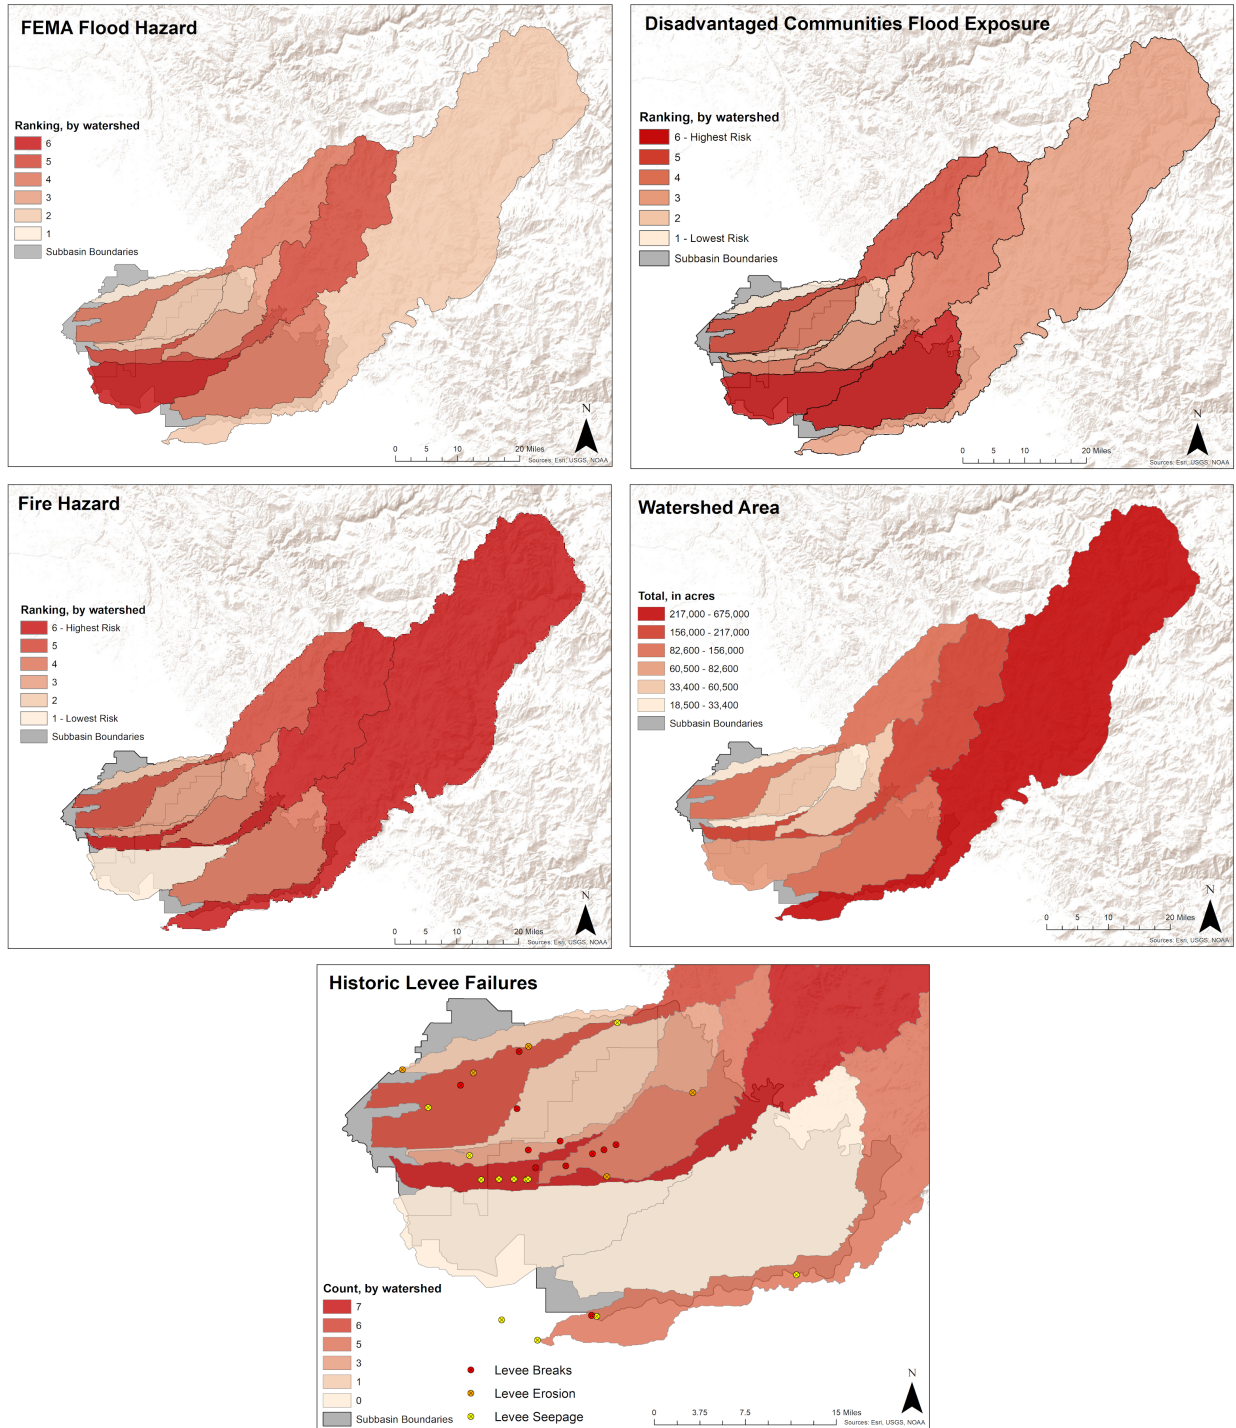 FEMA Flood Hazard
Ranking, by watershed
6
5
4
3
2
1
Subbasin Boundaries
N
0 5 10 20 Miles
Sources: Esri, USGS, NOAA
Disadvantaged Communities Flood Exposure
Ranking, by watershed
6 - Highest Risk
5
4
3
2
1 - Lowest Risk
Subbasin Boundaries
N
0 5 10 20 Miles
Sources: Esri, USGS, NOAA
Fire Hazard
Ranking, by watershed
6 - Highest Risk
5
4
3
2
1 - Lowest Risk
Subbasin Boundaries
N
0 5 10 20 Miles
Sources: Esri, USGS, NOAA
Watershed Area
Total, in acres
217,000 - 675,000
156,000 - 217,000
82,600 - 156,000
60,500 - 82,600
33,400 - 60,500
18,500 - 33,400
Subbasin Boundaries
N
0 5 10 20 Miles
Sources: Esri, USGS, NOAA
Historic Levee Failures
Count, by watershed
7
6
5
3
1
0
Subbasin Boundaries
Levee Breaks
Levee Erosion
Levee Seepage
N
0 3.75 7.5 15 Miles
Sources: Esri, USGS, NOAA